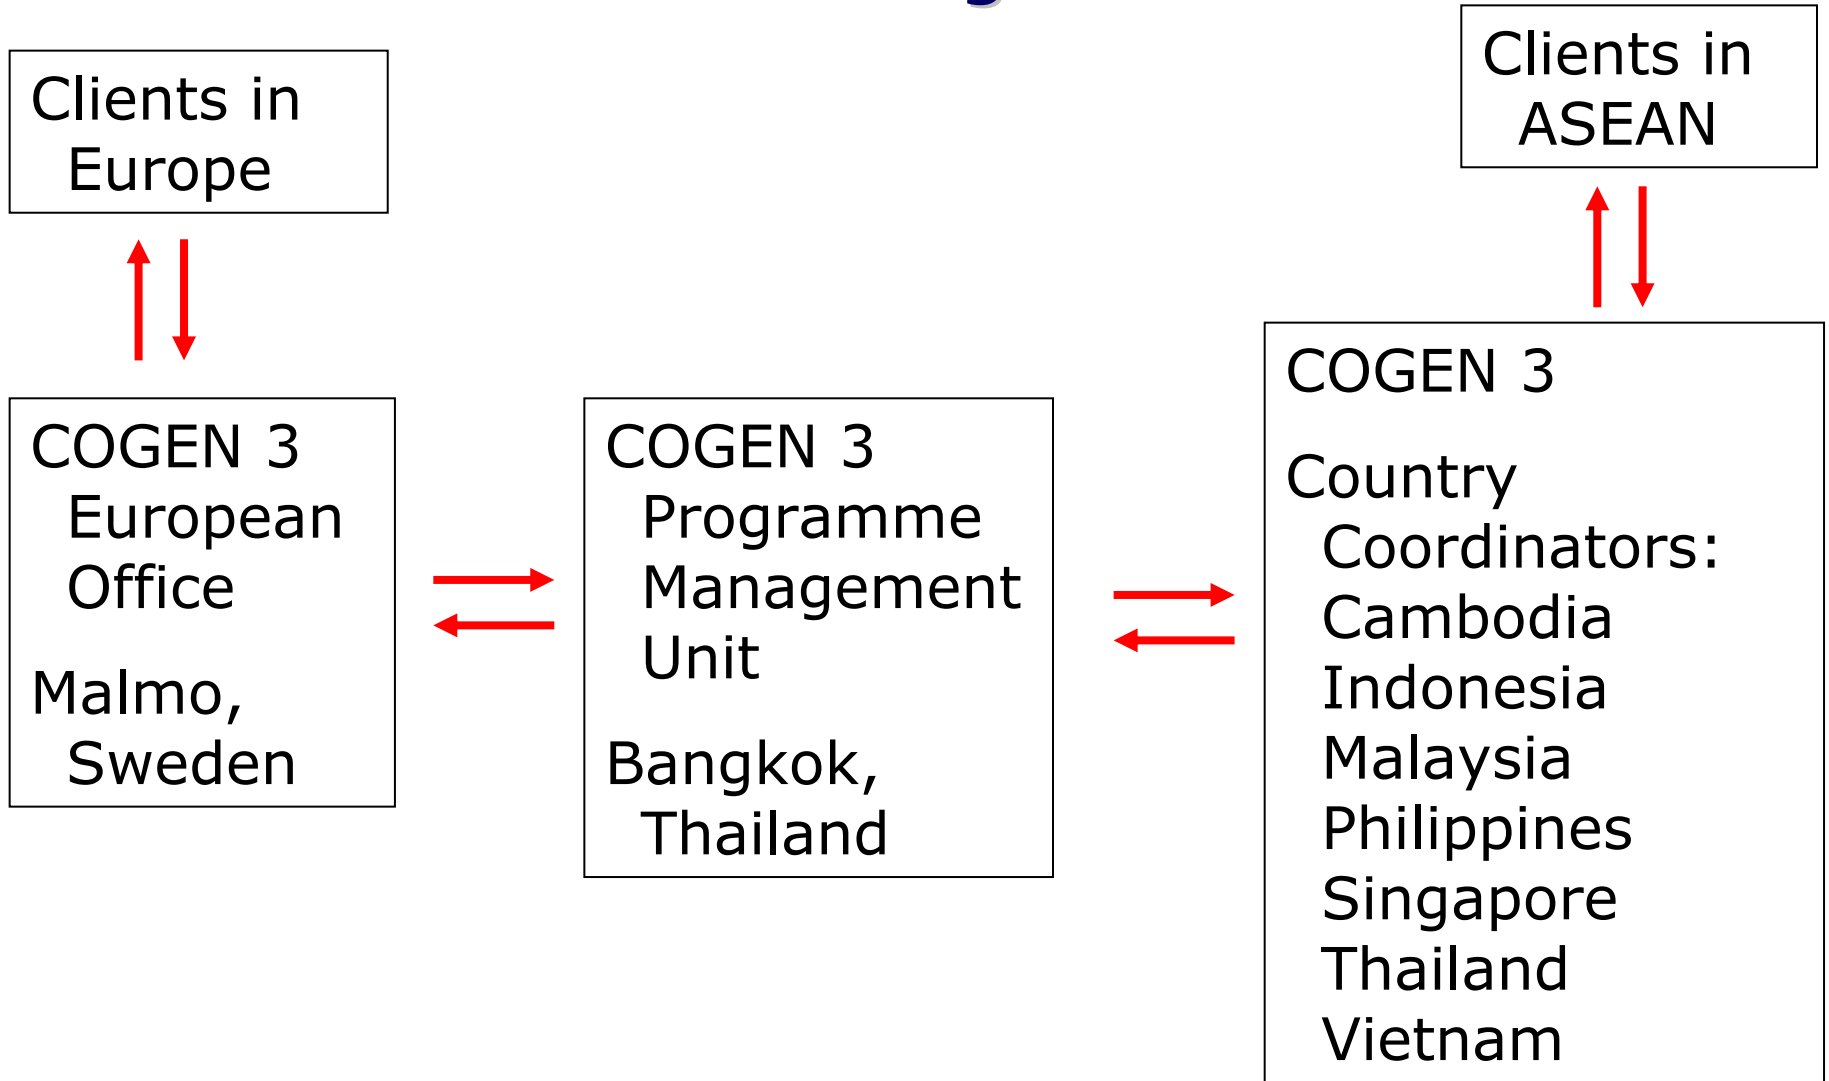 Clients in
Europe
Clients in
ASEAN
COGEN 3
European
Office
Malmo,
Sweden
COGEN 3
Programme
Management
Unit
Bangkok,
Thailand
COGEN 3
Country
Coordinators:
Cambodia
Indonesia
Malaysia
Philippines
Singapore
Thailand
Vietnam